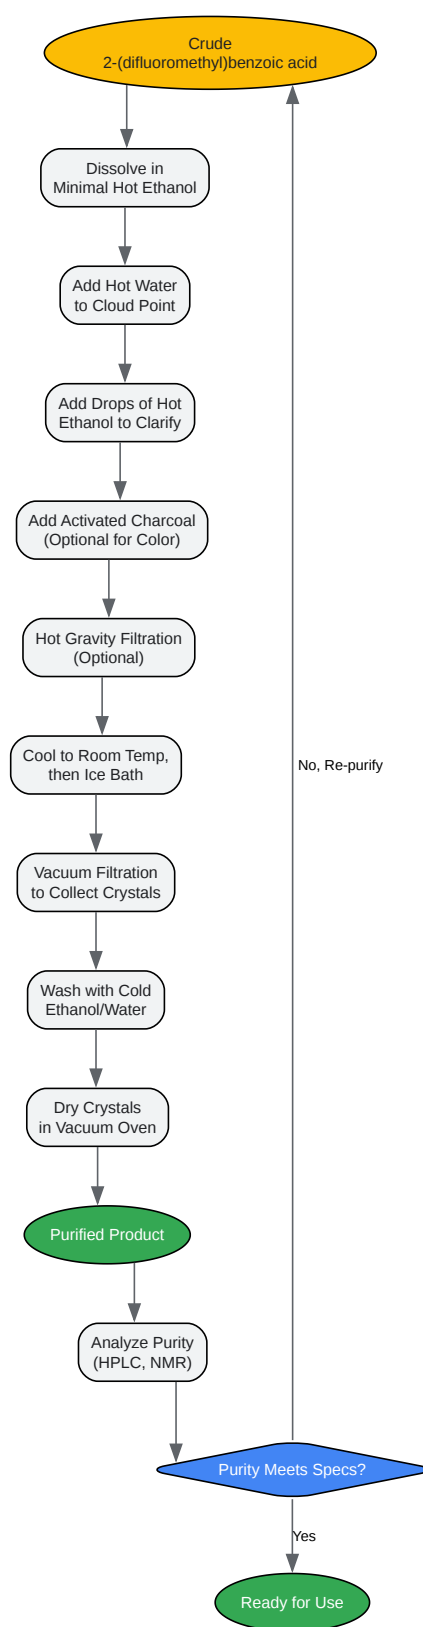 Crude
2-(difluoromethyl)benzoic acid
Dissolve in
Minimal Hot Ethanol
Add Hot Water
to Cloud Point
Add Drops of Hot
Ethanol to Clarify
Add Activated Charcoal
(Optional for Color)
Hot Gravity Filtration
(Optional)
Cool to Room Temp,
then Ice Bath
No, Re-purify
Vacuum Filtration
to Collect Crystals
Wash with Cold
Ethanol/Water
Dry Crystals
in Vacuum Oven
Purified Product
Analyze Purity
(HPLC, NMR)
Purity Meets Specs?
Yes
Ready for Use